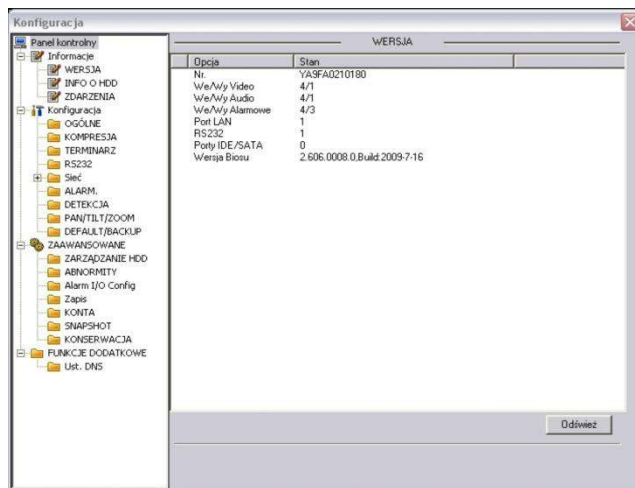 Konfiguracja
Panel kontrolny
Informacje
WERSJA
INFO O HDD
ZDARZENIA
Konfiguracja
OGÓLNE
KOMPRESJA
TERMINARZ
RS232
Sieć
ALARM.
DETEKCJA
PAN/TILT/ZOOM
DEFAULT/BACKUP
ZAAWANSOWANE
ZARZĄDZANIE HDD
ABNORMITY
Alarm I/O Config
Zapis
KONTA
SNAPSHOT
KONSERWACJA
FUNKCJE DODATKOWE
Ust. DNS
WERSJA
Opcja Stan
Nr. YA9FA0210180
We/Wy Video 4/1
We/Wy Audio 4/1
We/Wy Alarmowe 4/3
Port LAN 1
RS232 1
Porty IDE/SATA 0
Wersja Biosu 2.606.0008.0,Build:2009-7-16
Odśwież